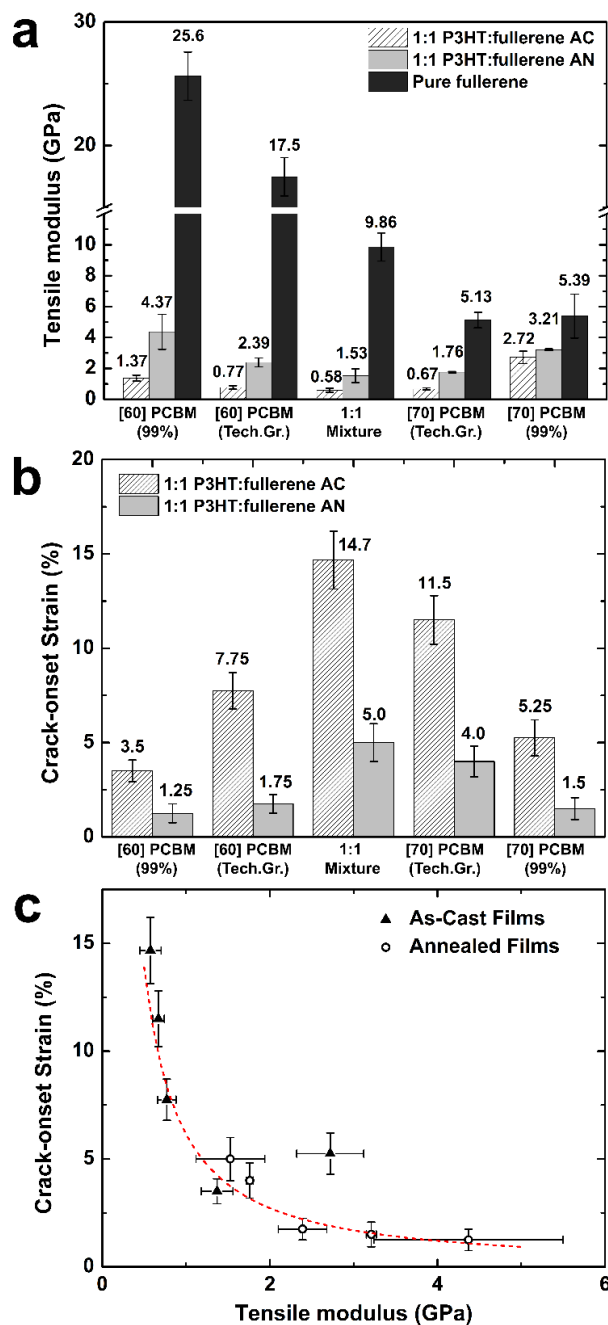 a
1:1 P3HT:fullerene AC
1:1 P3HT:fullerene AN
Pure fullerene
Tensile modulus (GPa)
30
20
10
8
6
4
2
0
1.37
4.37
25.6
0.77
2.39
17.5
0.58
1.53
9.86
0.67
1.76
5.13
2.72
3.21
5.39
[60] PCBM
(99%)
[60] PCBM
(Tech.Gr.)
1:1
Mixture
[70] PCBM
(Tech.Gr.)
[70] PCBM
(99%)
b
1:1 P3HT:fullerene AC
1:1 P3HT:fullerene AN
Crack-onset Strain (%)
20
15
10
5
0
3.5
1.25
7.75
1.75
14.7
5.0
11.5
4.0
5.25
1.5
[60] PCBM
(99%)
[60] PCBM
(Tech.Gr.)
1:1
Mixture
[70] PCBM
(Tech.Gr.)
[70] PCBM
(99%)
c
As-Cast Films
Annealed Films
Crack-onset Strain (%)
15
10
5
0
0
2
4
6
Tensile modulus (GPa)